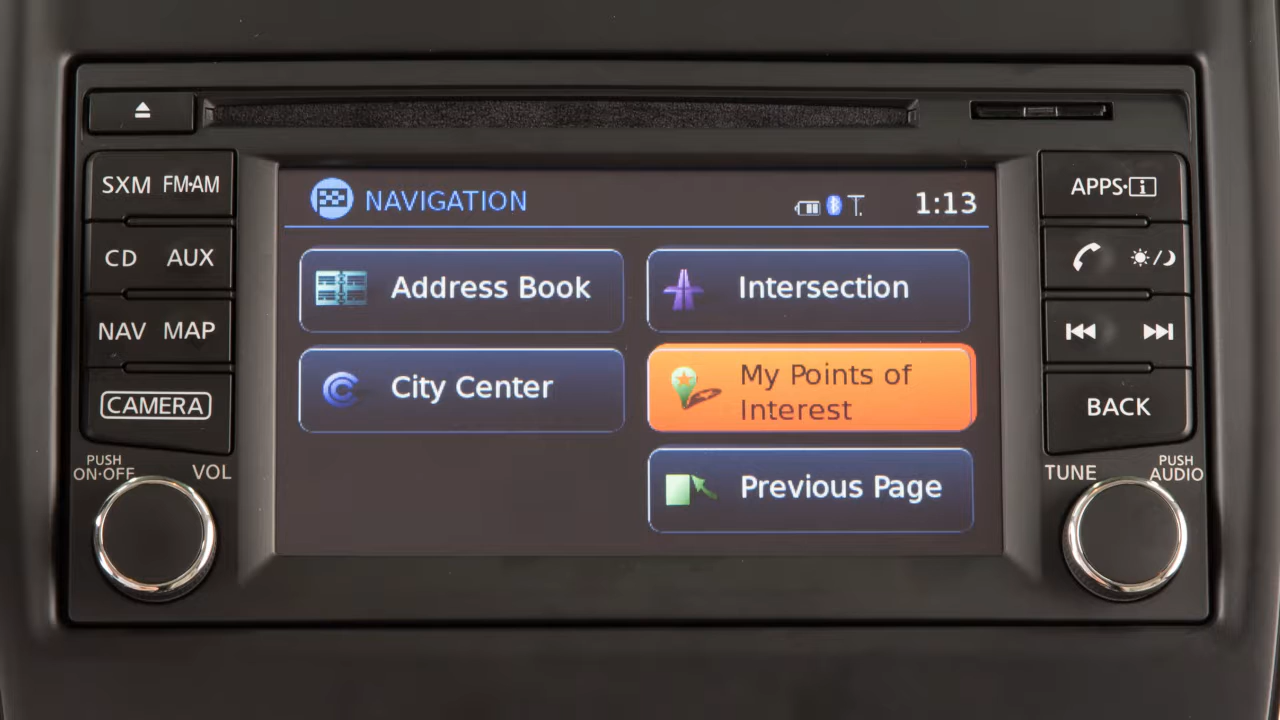 SXM FM·AM
CD AUX
NAV MAP
CAMERA
PUSH
ON·OFF
VOL
NAVIGATION
1:13
Address Book
Intersection
City Center
My Points of
Interest
Previous Page
APPS·i
BACK
TUNE
PUSH
AUDIO